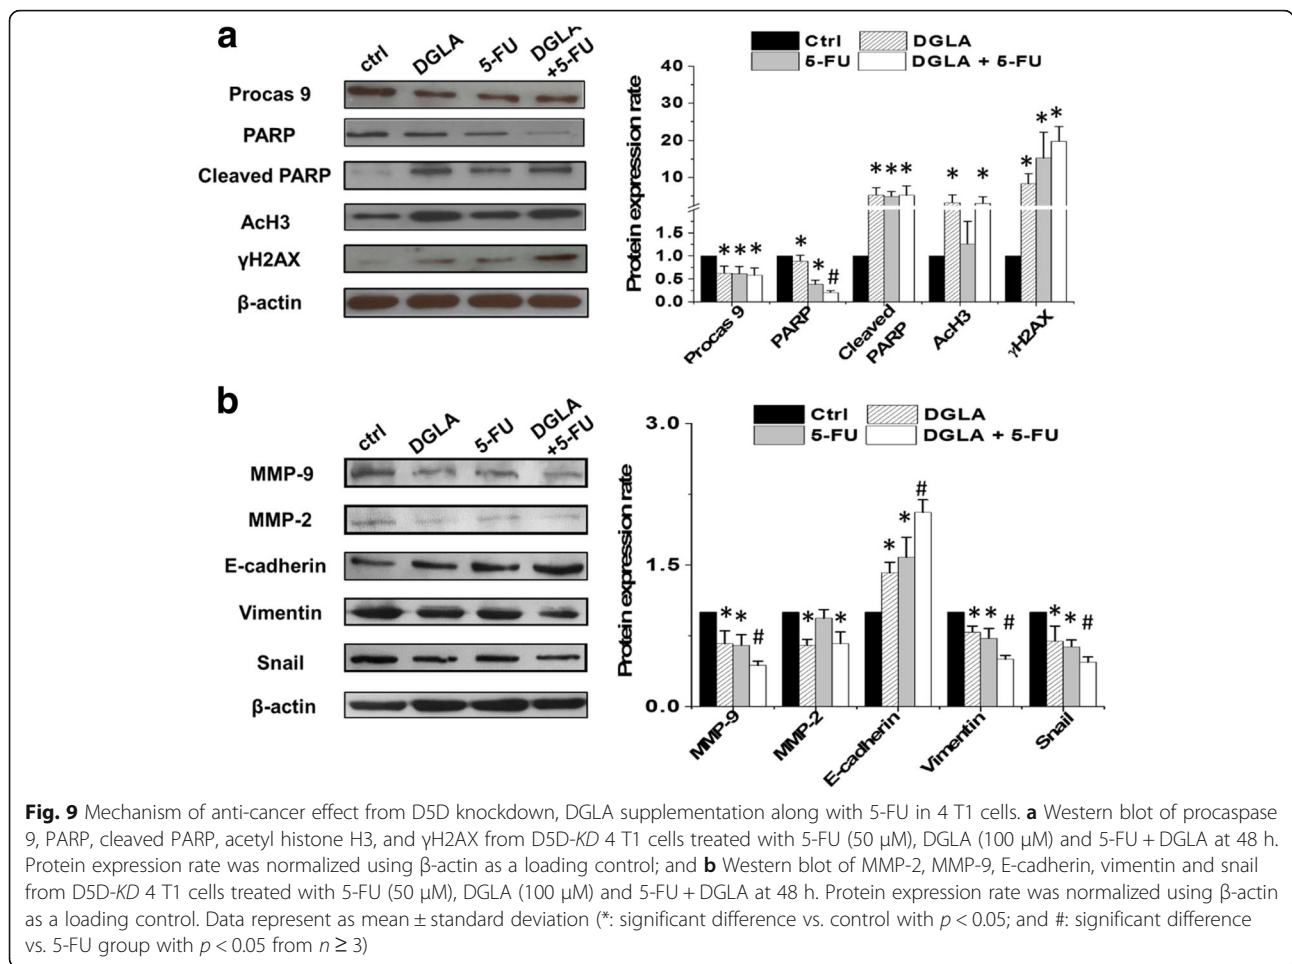 a
ctrl DGLA 5-FU DGLA
+5-FU
Procas 9
PARP
Cleaved PARP
AcH3
γH2AX
β-actin
Ctrl DGLA
5-FU DGLA + 5-FU
Protein expression rate
40
30
20
10
1.5
1.0
0.5
0.0
* * * * * # * * * * * * * *
Procas 9 PARP Cleaved PARP AcH3 γH2AX
b
ctrl DGLA 5-FU DGLA
+5-FU
MMP-9
MMP-2
E-cadherin
Vimentin
Snail
β-actin
Ctrl DGLA
5-FU DGLA + 5-FU
Protein expression rate
3.0
1.5
0.0
* * # * * * * # * * # * * #
MMP-9 MMP-2 E-cadherin Vimentin Snail
Fig. 9 Mechanism of anti-cancer effect from D5D knockdown, DGLA supplementation along with 5-FU in 4 T1 cells. a Western blot of procaspase
9, PARP, cleaved PARP, acetyl histone H3, and γH2AX from D5D-KD 4 T1 cells treated with 5-FU (50 μM), DGLA (100 μM) and 5-FU + DGLA at 48 h.
Protein expression rate was normalized using β-actin as a loading control; and b Western blot of MMP-2, MMP-9, E-cadherin, vimentin and snail
from D5D-KD 4 T1 cells treated with 5-FU (50 μM), DGLA (100 μM) and 5-FU + DGLA at 48 h. Protein expression rate was normalized using β-actin
as a loading control. Data represent as mean ± standard deviation (*: significant difference vs. control with p < 0.05; and #: significant difference
vs. 5-FU group with p < 0.05 from n ≥ 3)